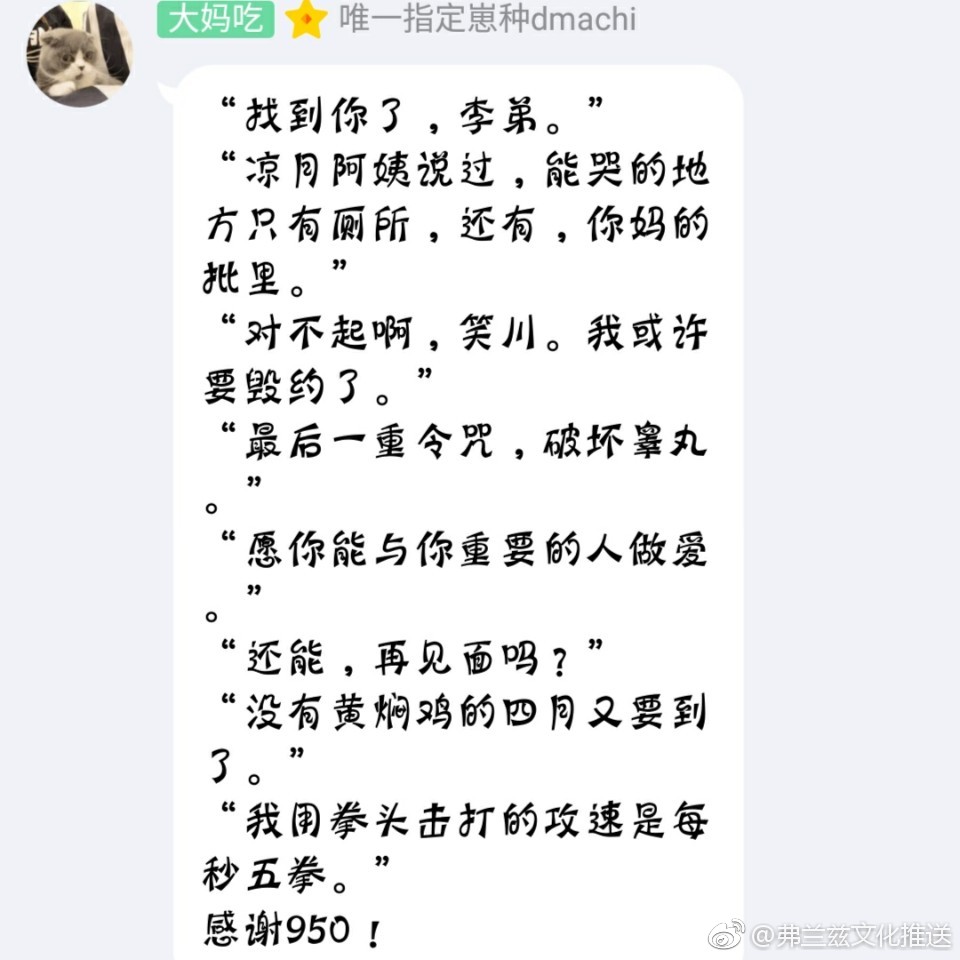 大妈吃 唯一指定崽种dmachi
“找到你了，李弟。”
“凉月阿姨说过，能哭的地
方只有厕所，还有，你妈的
批里。”
“对不起啊，笑川。我或许
要毁约了。”
“最后一重令咒，破坏睾丸
。”
“愿你能与你重要的人做爱
。”
“还能，再见面吗？”
“没有黄焖鸡的四月又要到
了。”
“我用拳头击打的攻速是每
秒五拳。”
感谢950！
@弗兰兹文化推送